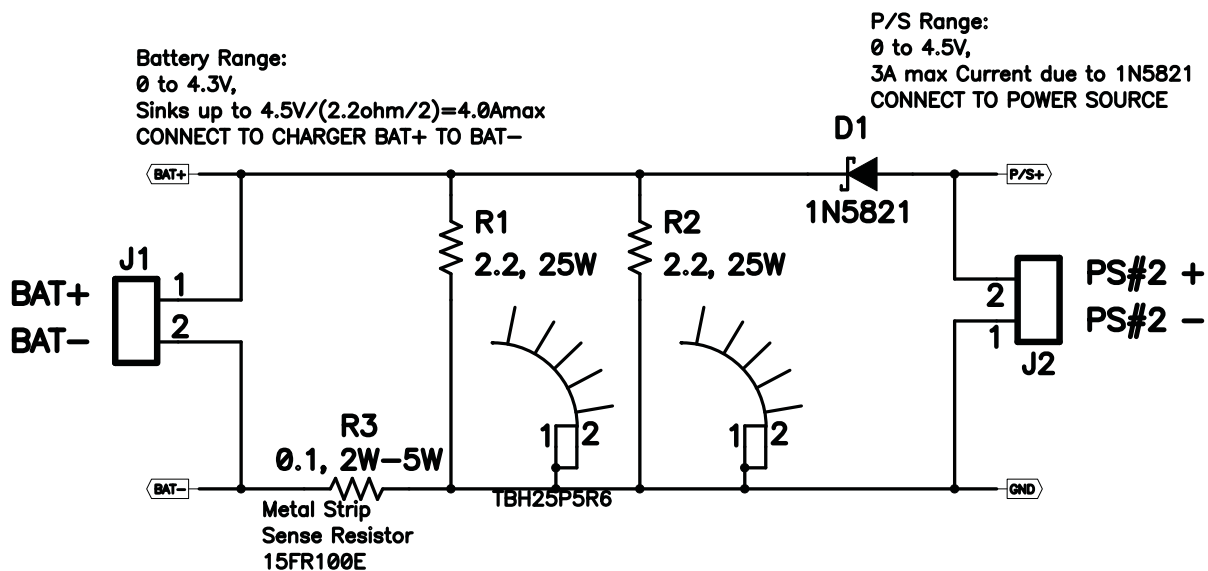 P/S Range:
0 to 4.5V,
3A max Current due to 1N5821
CONNECT TO POWER SOURCE
Battery Range:
0 to 4.3V,
Sinks up to 4.5V/(2.2ohm/2)=4.0Amax
CONNECT TO CHARGER BAT+ TO BAT-
D1
BAT+
P/S+
1N5821
R1
2.2, 25W
R2
2.2, 25W
J1
BAT+ 1
BAT- 2
2 PS#2 +
1 PS#2 -
J2
1 2
1 2
R3
0.1, 2W-5W
BAT-
GND
TBH25P5R6
Metal Strip
Sense Resistor
15FR100E